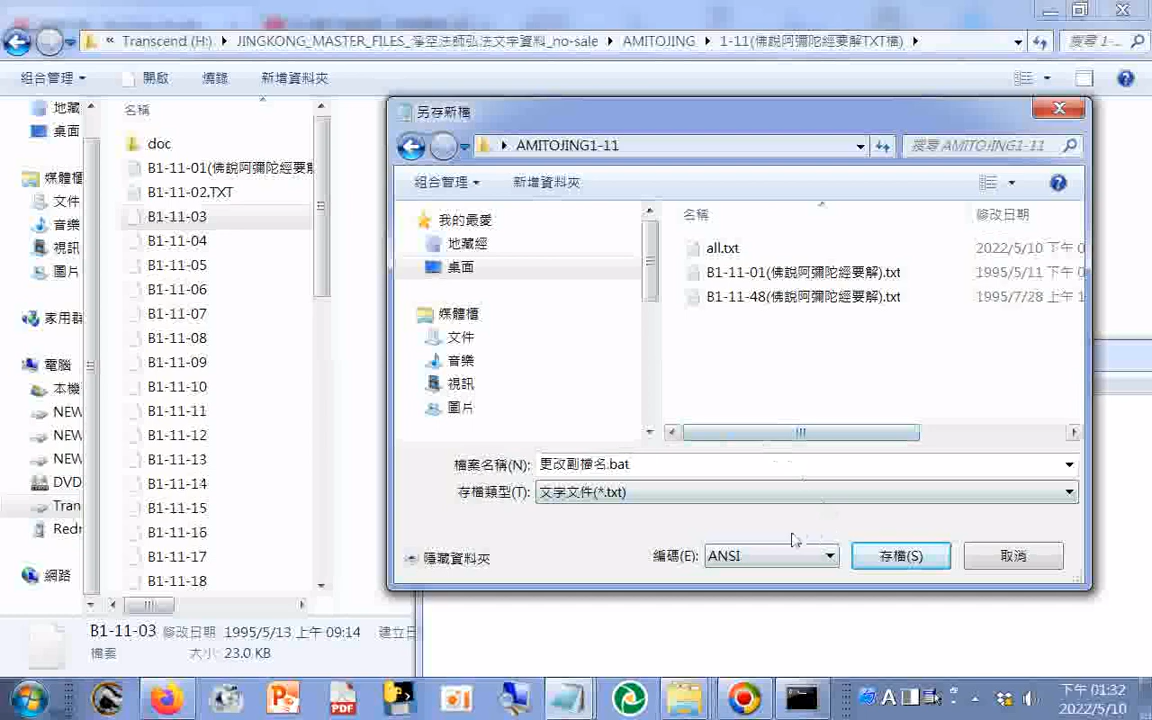 « Transcend (H:) ▸ JINGKONG_MASTER_FILES_淨空法師弘法文字資料_no-sale ▸ AMITOJING ▸ 1-11(佛說阿彌陀經要解TXT檔) ▸
搜尋 1-...
組合管理 開啟 燒錄 新增資料夾
地藏
桌面
媒體櫃
文件
音樂
視訊
圖片
家用群
電腦
本機
NEW
NEW
NEW
DVD
Tran
Redr
網路
名稱
doc
B1-11-01(佛說阿彌陀經要解
B1-11-02.TXT
B1-11-03
B1-11-04
B1-11-05
B1-11-06
B1-11-07
B1-11-08
B1-11-09
B1-11-10
B1-11-11
B1-11-12
B1-11-13
B1-11-14
B1-11-15
B1-11-16
B1-11-17
B1-11-18
B1-11-03 修改日期 1995/5/13 上午 09:14 建立日
檔案 大小: 23.0 KB
另存新檔
AMITOJING1-11
搜尋 AMITOJING1-11
組合管理 新增資料夾
我的最愛
地藏經
桌面
媒體櫃
文件
音樂
視訊
圖片
名稱 修改日期
all.txt 2022/5/10 下午 0
B1-11-01(佛說阿彌陀經要解).txt 1995/5/11 下午 0
B1-11-48(佛說阿彌陀經要解).txt 1995/7/28 上午 1
檔案名稱(N): 更改副檔名.bat
存檔類型(T): 文字文件(*.txt)
隱藏資料夾 編碼(E): ANSI 存檔(S) 取消
PDF
A
下午 01:32
2022/5/10